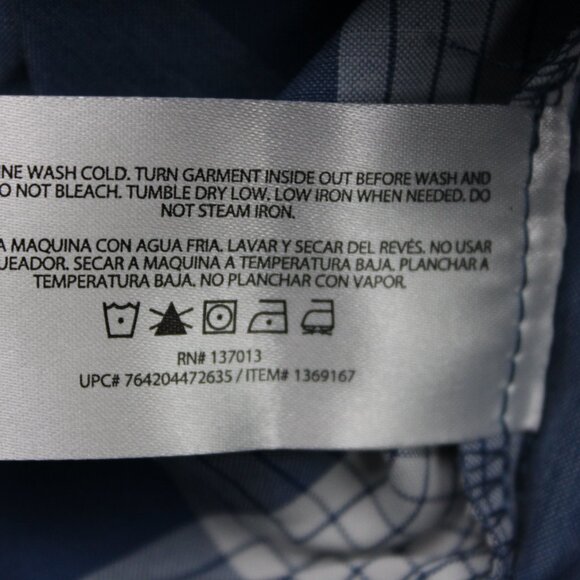 INE WASH COLD. TURN GARMENT INSIDE OUT BEFORE WASH AND
O NOT BLEACH. TUMBLE DRY LOW. LOW IRON WHEN NEEDED. DO
NOT STEAM IRON.
A MAQUINA CON AGUA FRIA. LAVAR Y SECAR DEL REVÉS. NO USAR
QUEADOR. SECAR A MAQUINA A TEMPERATURA BAJA. PLANCHAR A
TEMPERATURA BAJA. NO PLANCHAR CON VAPOR.
RN# 137013
UPC# 764204472635 / ITEM# 1369167